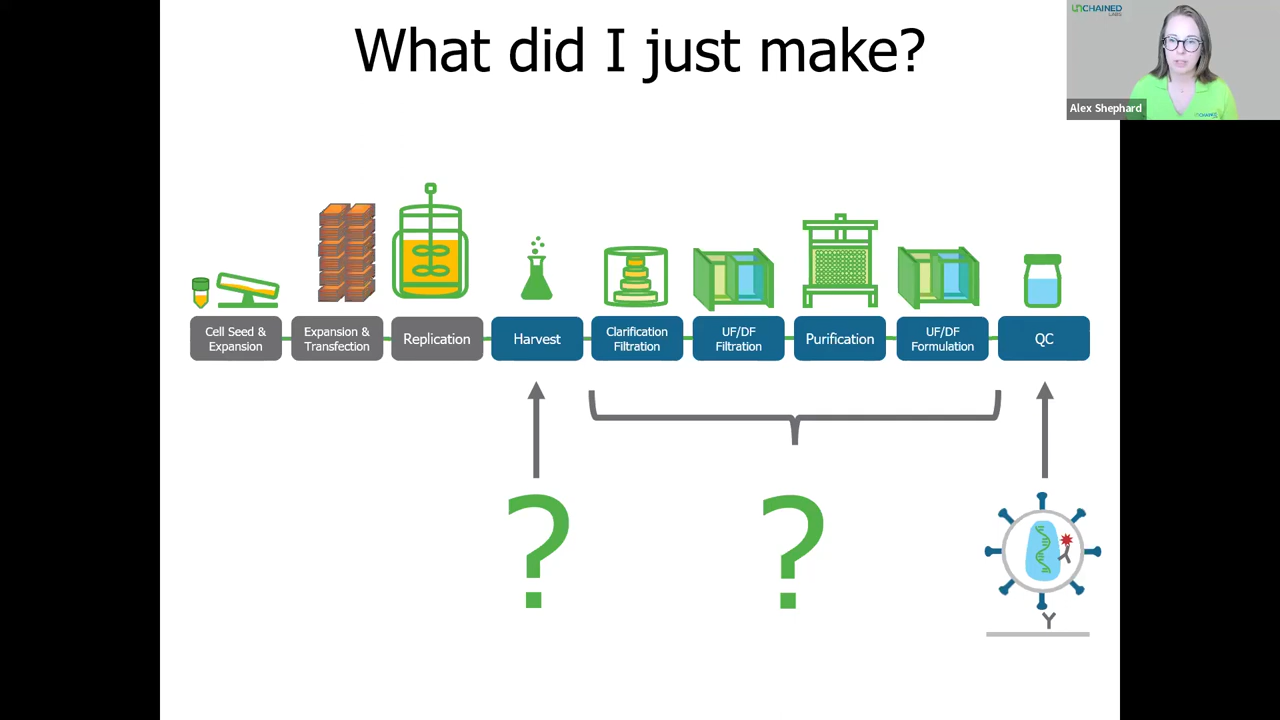 What did I just make?
UNCHAINED
LABS
Alex Shephard
Cell Seed &
Expansion
Expansion &
Transfection
Replication
Harvest
Clarification
Filtration
UF/DF
Filtration
Purification
UF/DF
Formulation
QC
?
?